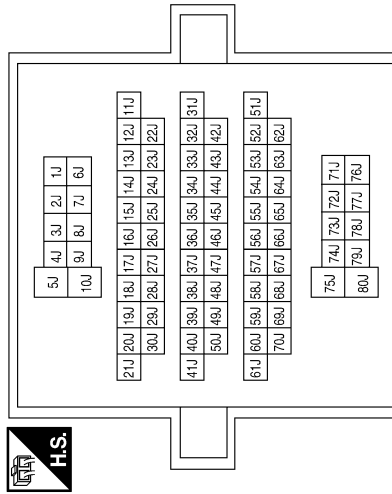 H.S.
5J 4J 3J 2J 1J
10J 9J 8J 7J 6J
21J 20J 19J 18J 17J 16J 15J 14J 13J 12J 11J
30J 29J 28J 27J 26J 25J 24J 23J 22J
41J 40J 39J 38J 37J 36J 35J 34J 33J 32J 31J
50J 49J 48J 47J 46J 45J 44J 43J 42J
61J 60J 59J 58J 57J 56J 55J 54J 53J 52J 51J
70J 69J 68J 67J 66J 65J 64J 63J 62J
75J 74J 73J 72J 71J
80J 79J 78J 77J 76J